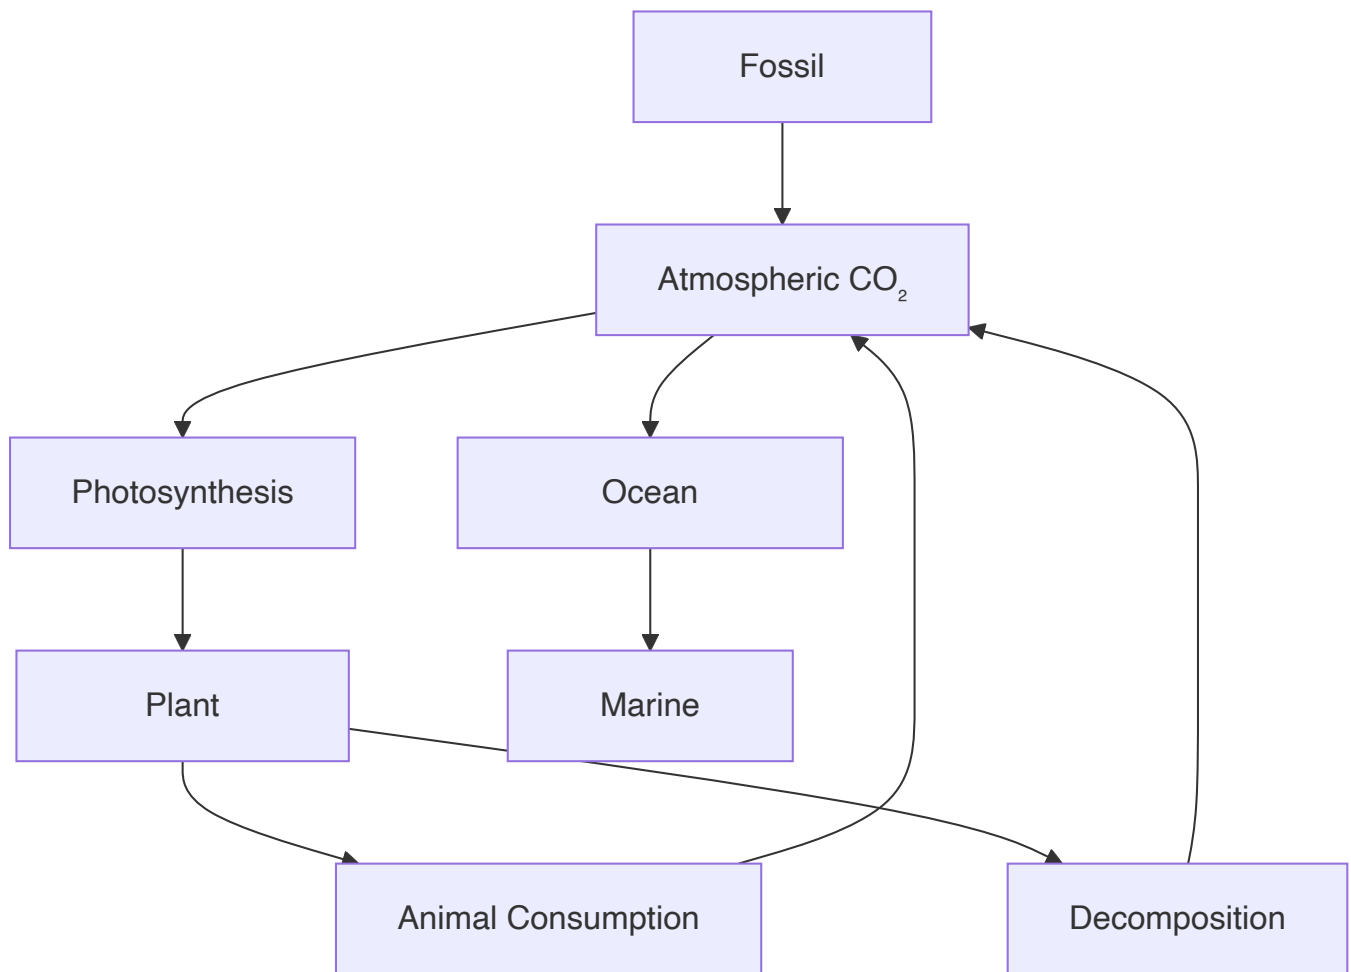 Fossil
Atmospheric CO₂
Photosynthesis
Ocean
Plant
Marine
Animal Consumption
Decomposition